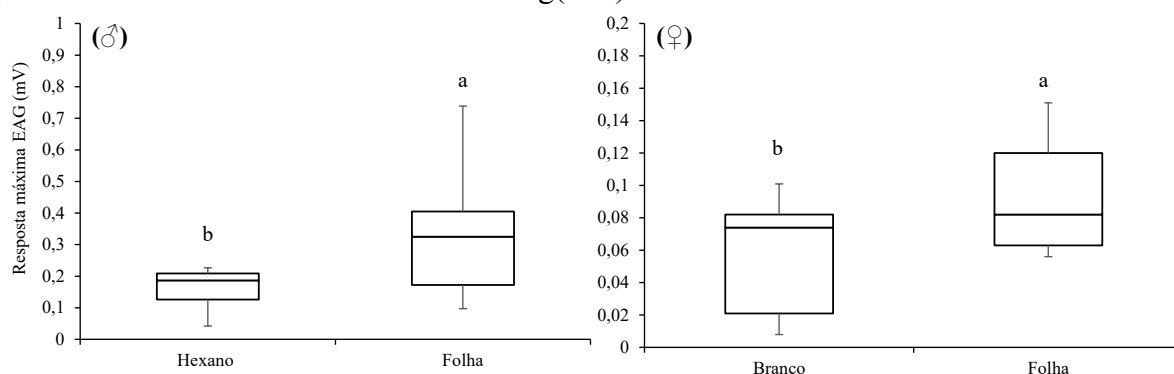 (♂)
Resposta máxima EAG (mV)
1
0,9
0,8
0,7
0,6
0,5
0,4
0,3
0,2
0,1
0
b
a
Hexano
Folha
(♀)
0,2
0,18
0,16
0,14
0,12
0,1
0,08
0,06
0,04
0,02
0
b
a
Branco
Folha